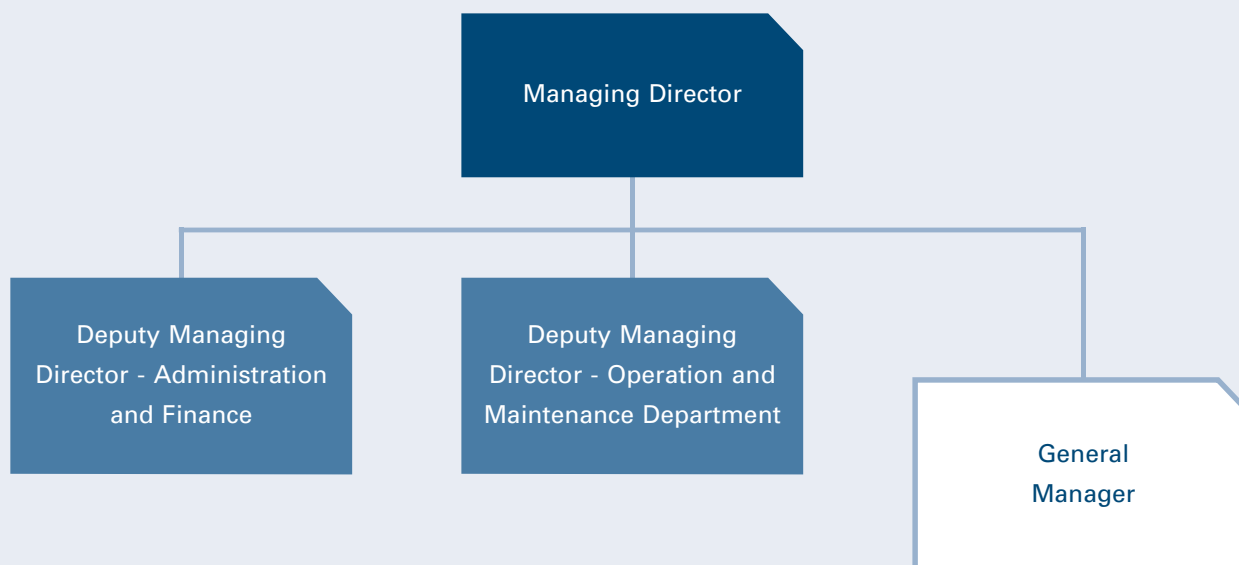 Managing Director
Deputy Managing
Director - Administration
and Finance
Deputy Managing
Director - Operation and
Maintenance Department
General
Manager